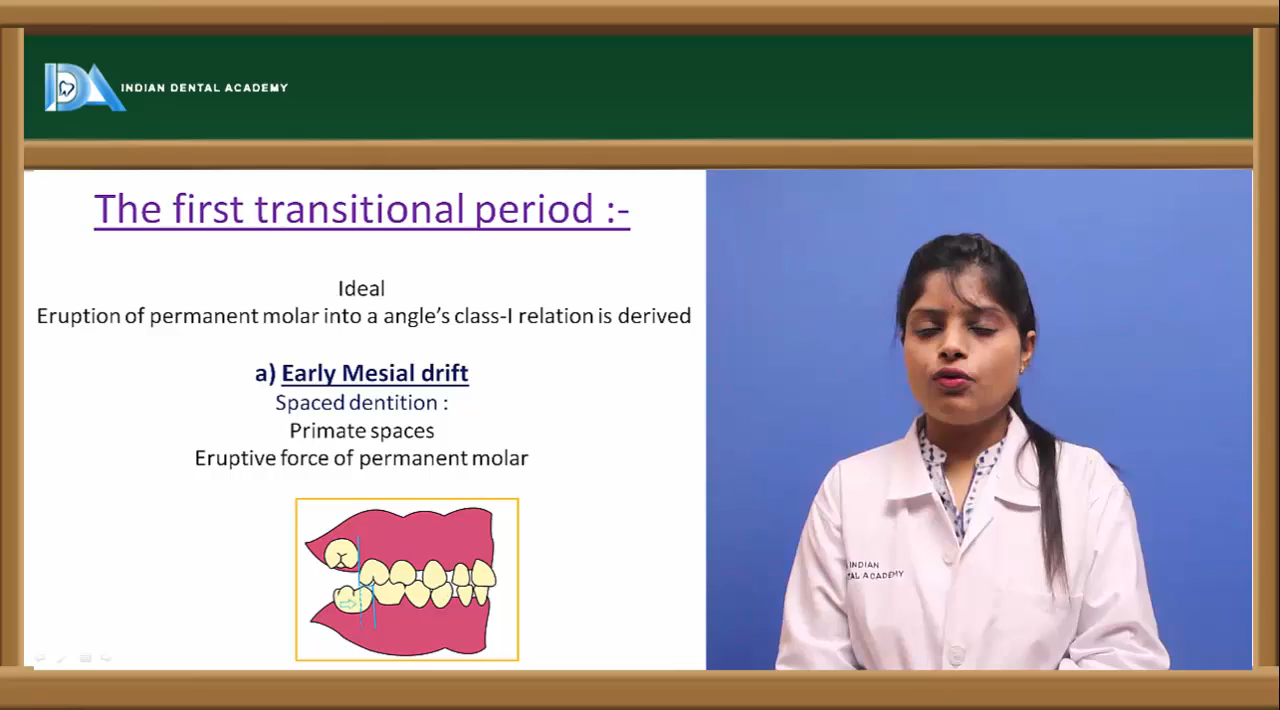 INDIAN DENTAL ACADEMY
The first transitional period :-
Ideal
Eruption of permanent molar into a angle's class-I relation is derived
a) Early Mesial drift
Spaced dentition :
Primate spaces
Eruptive force of permanent molar
INDIAN
TAL ACADEMY